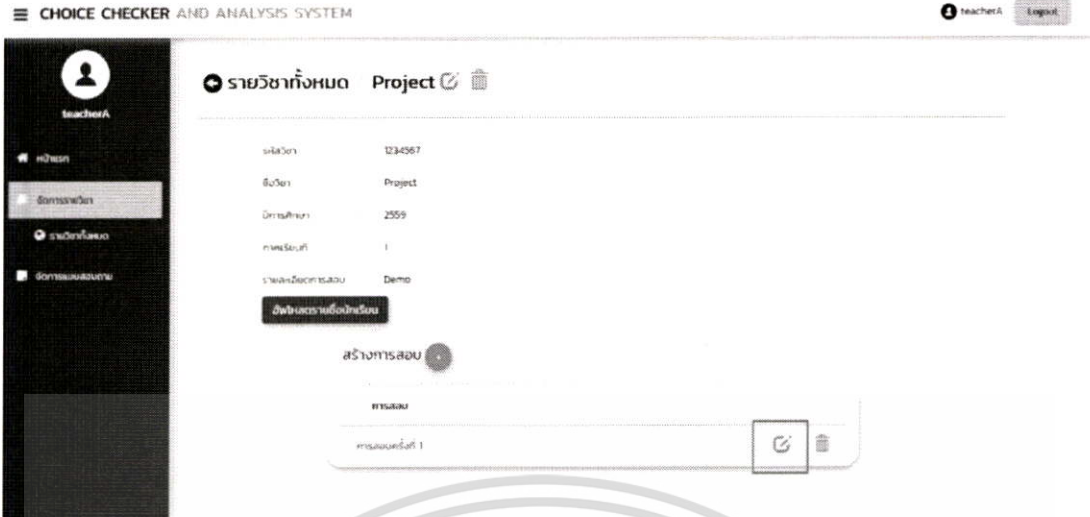 CHOICE CHECKER AND ANALYSIS SYSTEM
teacherA Logout
teacherA
รายวิชาทั้งหมด Project
หน้าแรก
จัดการรายวิชา
รายวิชาทั้งหมด
จัดการแบบสอบถาม
รหัสวิชา 1234567
ชื่อวิชา Project
ปีการศึกษา 2559
ภาคเรียนที่ 1
รายละเอียดการสอบ Demo
อัพโหลดรายชื่อนักเรียน
สร้างการสอบ
การสอบ
การสอบครั้งที่ 1